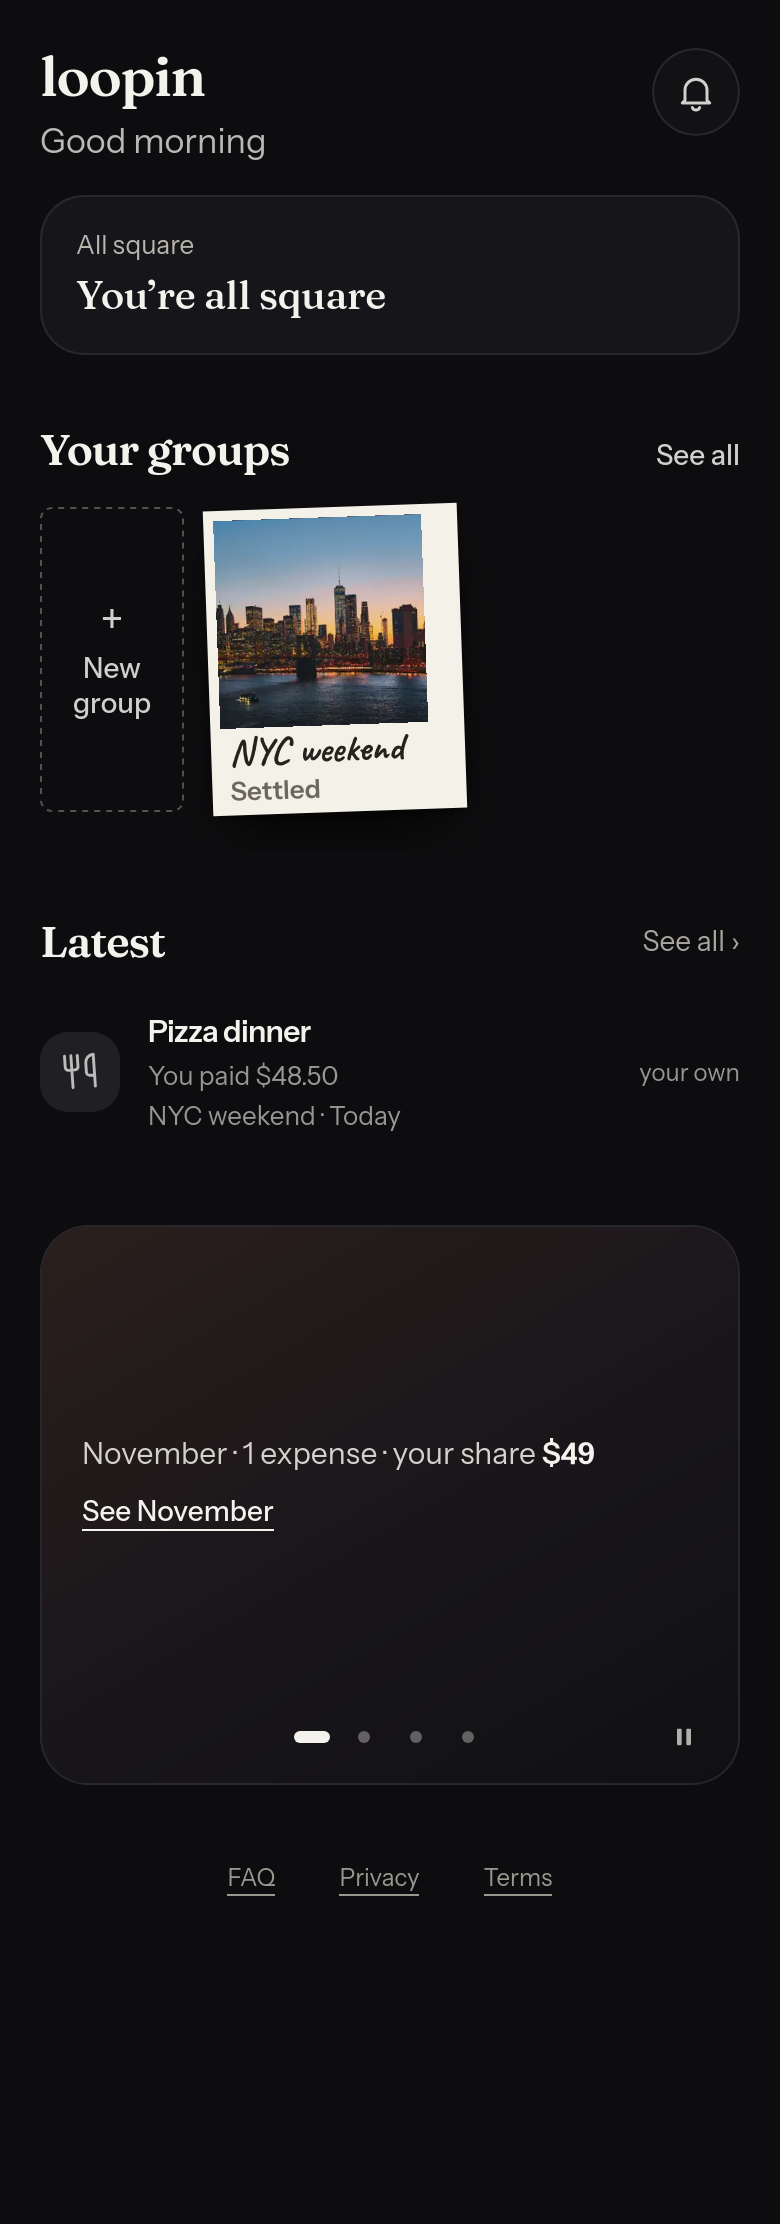 loopin
Good morning
All square
You’re all square
Your groups
See all
+
New
group
NYC weekend
Settled
Latest
See all ›
Pizza dinner
You paid $48.50
NYC weekend · Today
your own
November · 1 expense · your share $49
See November
FAQ
Privacy
Terms